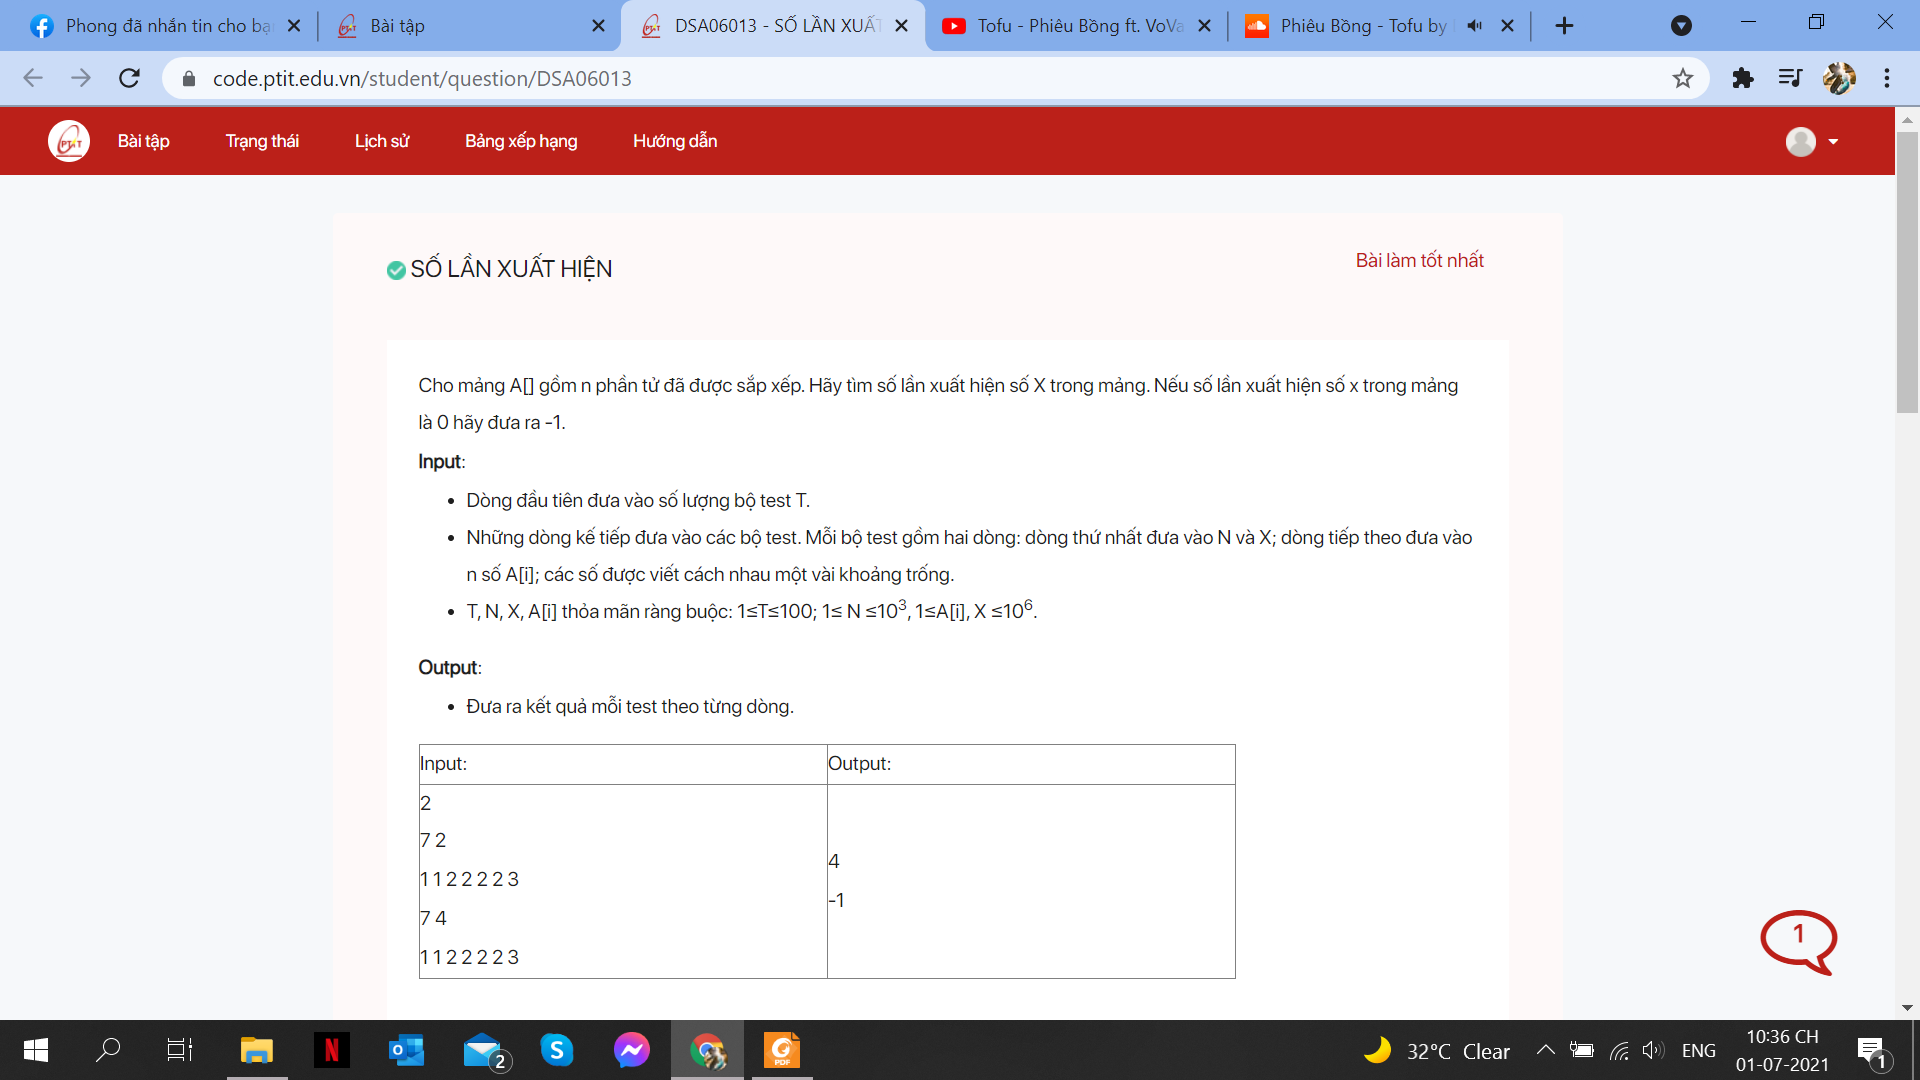 Phong đã nhắn tin cho bạ
Bài tập
DSA06013 - SỐ LẦN XUẤT
Tofu - Phiêu Bồng ft. VoVa
Phiêu Bồng - Tofu by
code.ptit.edu.vn/student/question/DSA06013
Bài tập
Trạng thái
Lịch sử
Bảng xếp hạng
Hướng dẫn
SỐ LẦN XUẤT HIỆN
Bài làm tốt nhất
Cho mảng A[] gồm n phần tử đã được sắp xếp. Hãy tìm số lần xuất hiện số X trong mảng. Nếu số lần xuất hiện số x trong mảng
là 0 hãy đưa ra -1.
Input:
• Dòng đầu tiên đưa vào số lượng bộ test T.
• Những dòng kế tiếp đưa vào các bộ test. Mỗi bộ test gồm hai dòng: dòng thứ nhất đưa vào N và X; dòng tiếp theo đưa vào
n số A[i]; các số được viết cách nhau một vài khoảng trống.
• T, N, X, A[i] thỏa mãn ràng buộc: 1≤T≤100; 1≤ N ≤10³, 1≤A[i], X ≤10⁶.
Output:
• Đưa ra kết quả mỗi test theo từng dòng.
Input:
Output:
2
7 2
1 1 2 2 2 2 3
7 4
1 1 2 2 2 2 3
4
-1
1
2
32°C Clear
ENG
10:36 CH
01-07-2021
1